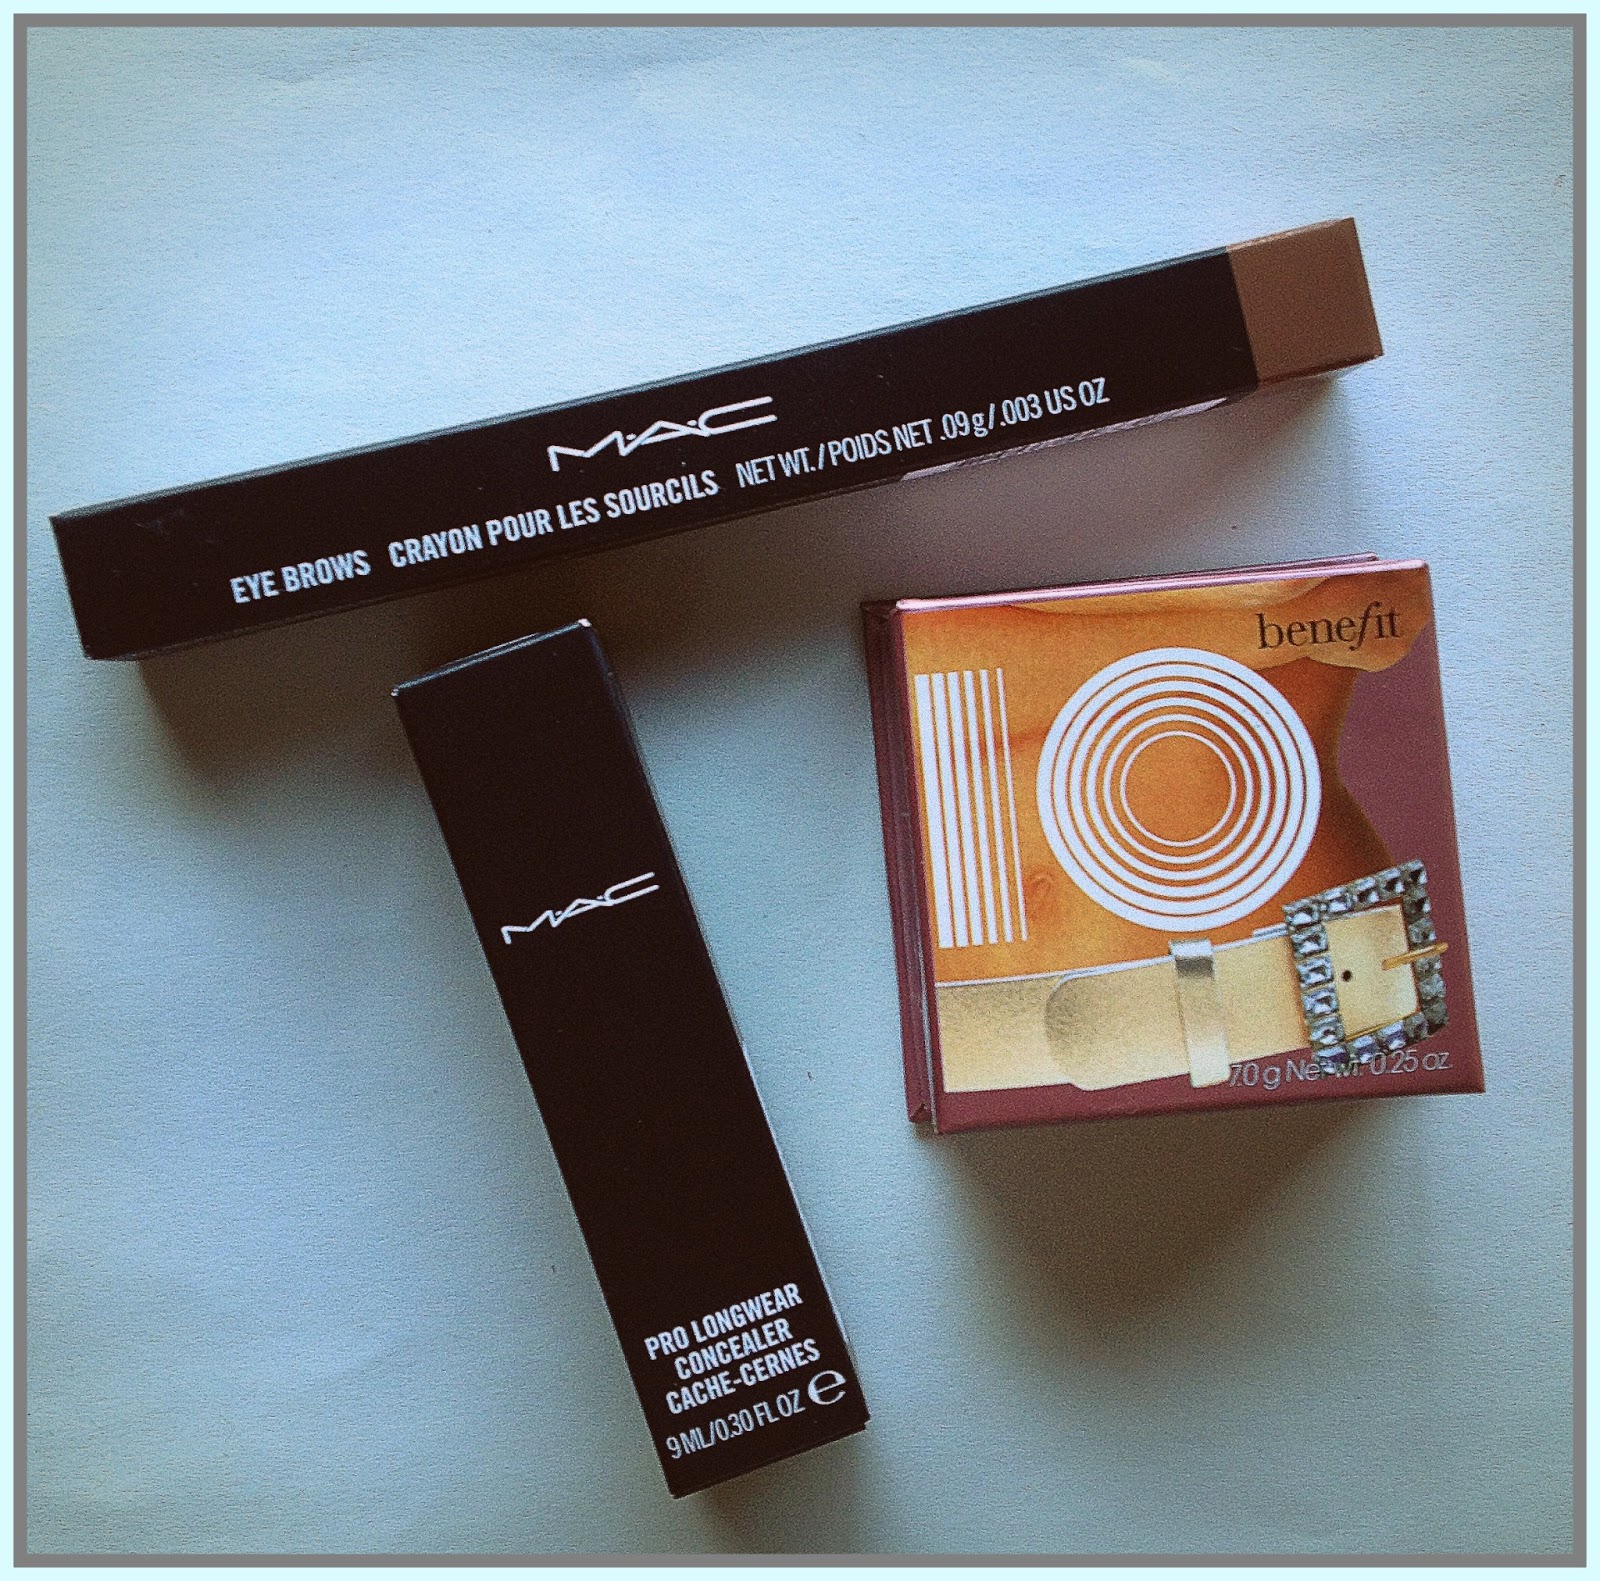 M·A·C
EYE BROWS CRAYON POUR LES SOURCILS NET WT. / POIDS NET .09 g / .003 US OZ
benefit
10
7.0 g Net wt. 0.25 oz
M·A·C
PRO LONGWEAR
CONCEALER
CACHE-CERNES
9 ML/0.30 FL OZ e